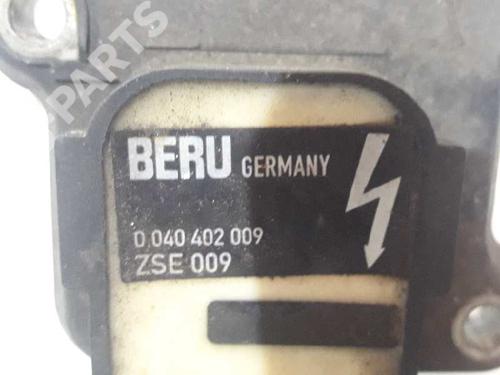 B PARTS
BERU GERMANY
0 040 402 009
ZSE 009